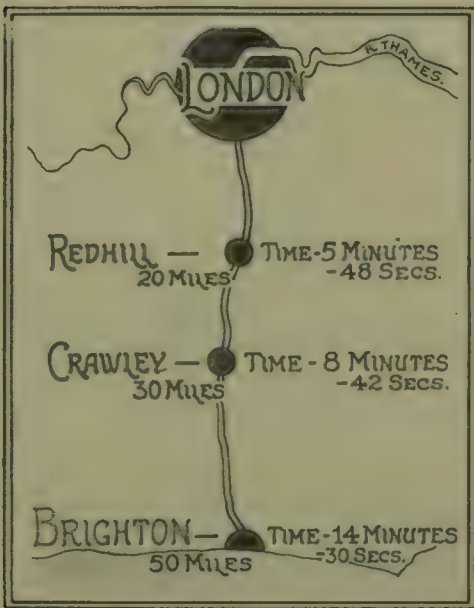 R. THAMES.
LONDON
REDHILL — TIME-5 MINUTES
20 MILES -48 SECS.
CRAWLEY — TIME-8 MINUTES
30 MILES -42 SECS.
BRIGHTON — TIME-14 MINUTES
50 MILES -30 SECS.